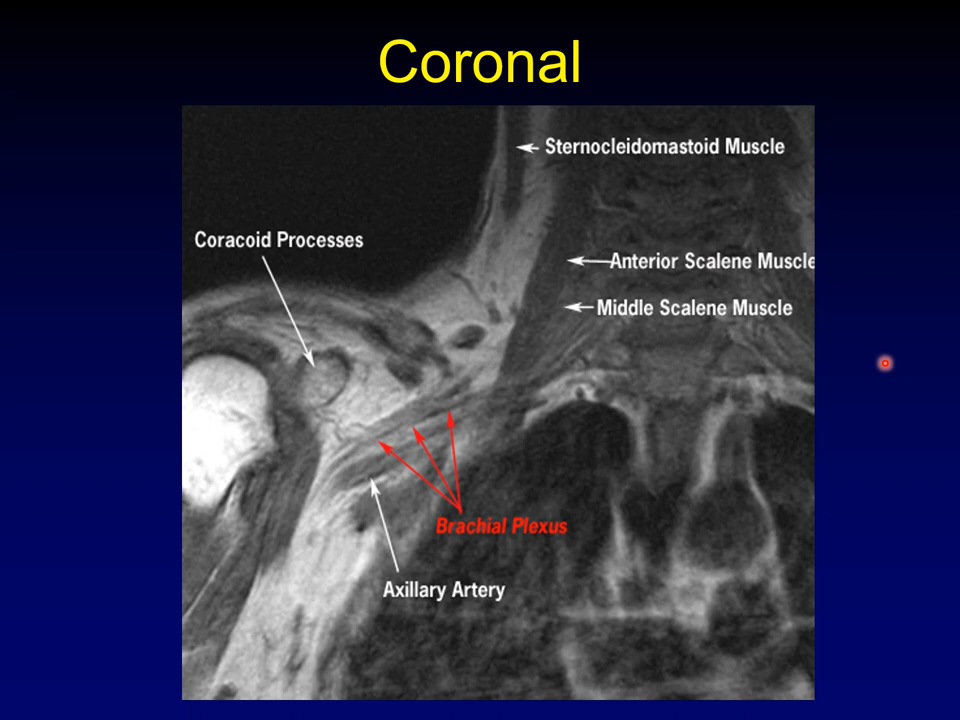 Coronal
Sternocleidomastoid Muscle
Coracoid Processes
Anterior Scalene Muscle
Middle Scalene Muscle
Brachial Plexus
Axillary Artery